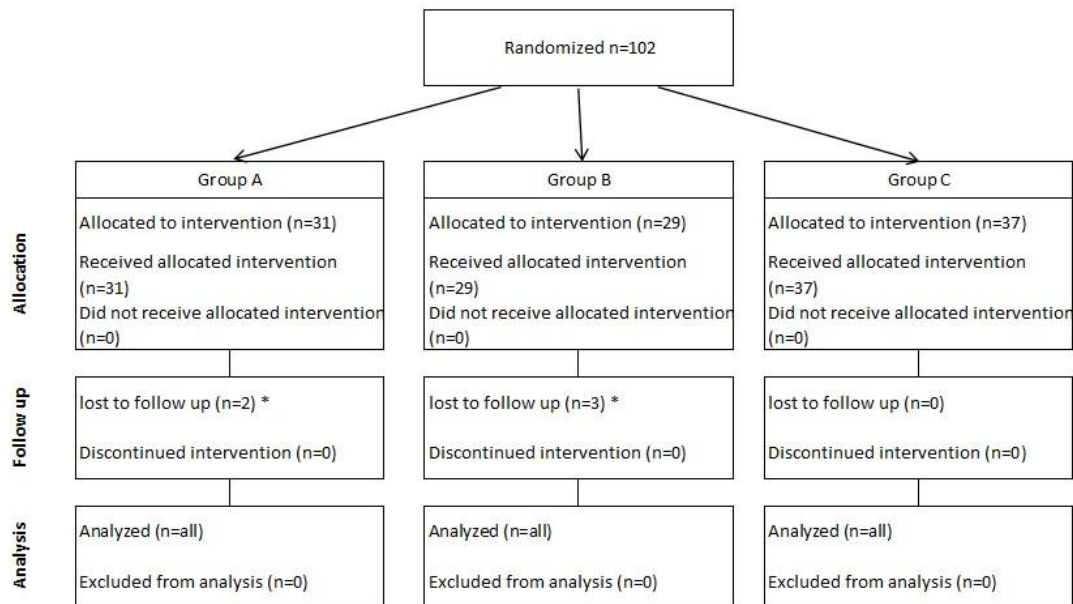 Randomized n=102
Allocation
Group A
Allocated to intervention (n=31)
Received allocated intervention
(n=31)
Did not receive allocated intervention
(n=0)
Group B
Allocated to intervention (n=29)
Received allocated intervention
(n=29)
Did not receive allocated intervention
(n=0)
Group C
Allocated to intervention (n=37)
Received allocated intervention
(n=37)
Did not receive allocated intervention
(n=0)
Follow up
lost to follow up (n=2) *
Discontinued intervention (n=0)
lost to follow up (n=3) *
Discontinued intervention (n=0)
lost to follow up (n=0)
Discontinued intervention (n=0)
Analysis
Analyzed (n=all)
Excluded from analysis (n=0)
Analyzed (n=all)
Excluded from analysis (n=0)
Analyzed (n=all)
Excluded from analysis (n=0)